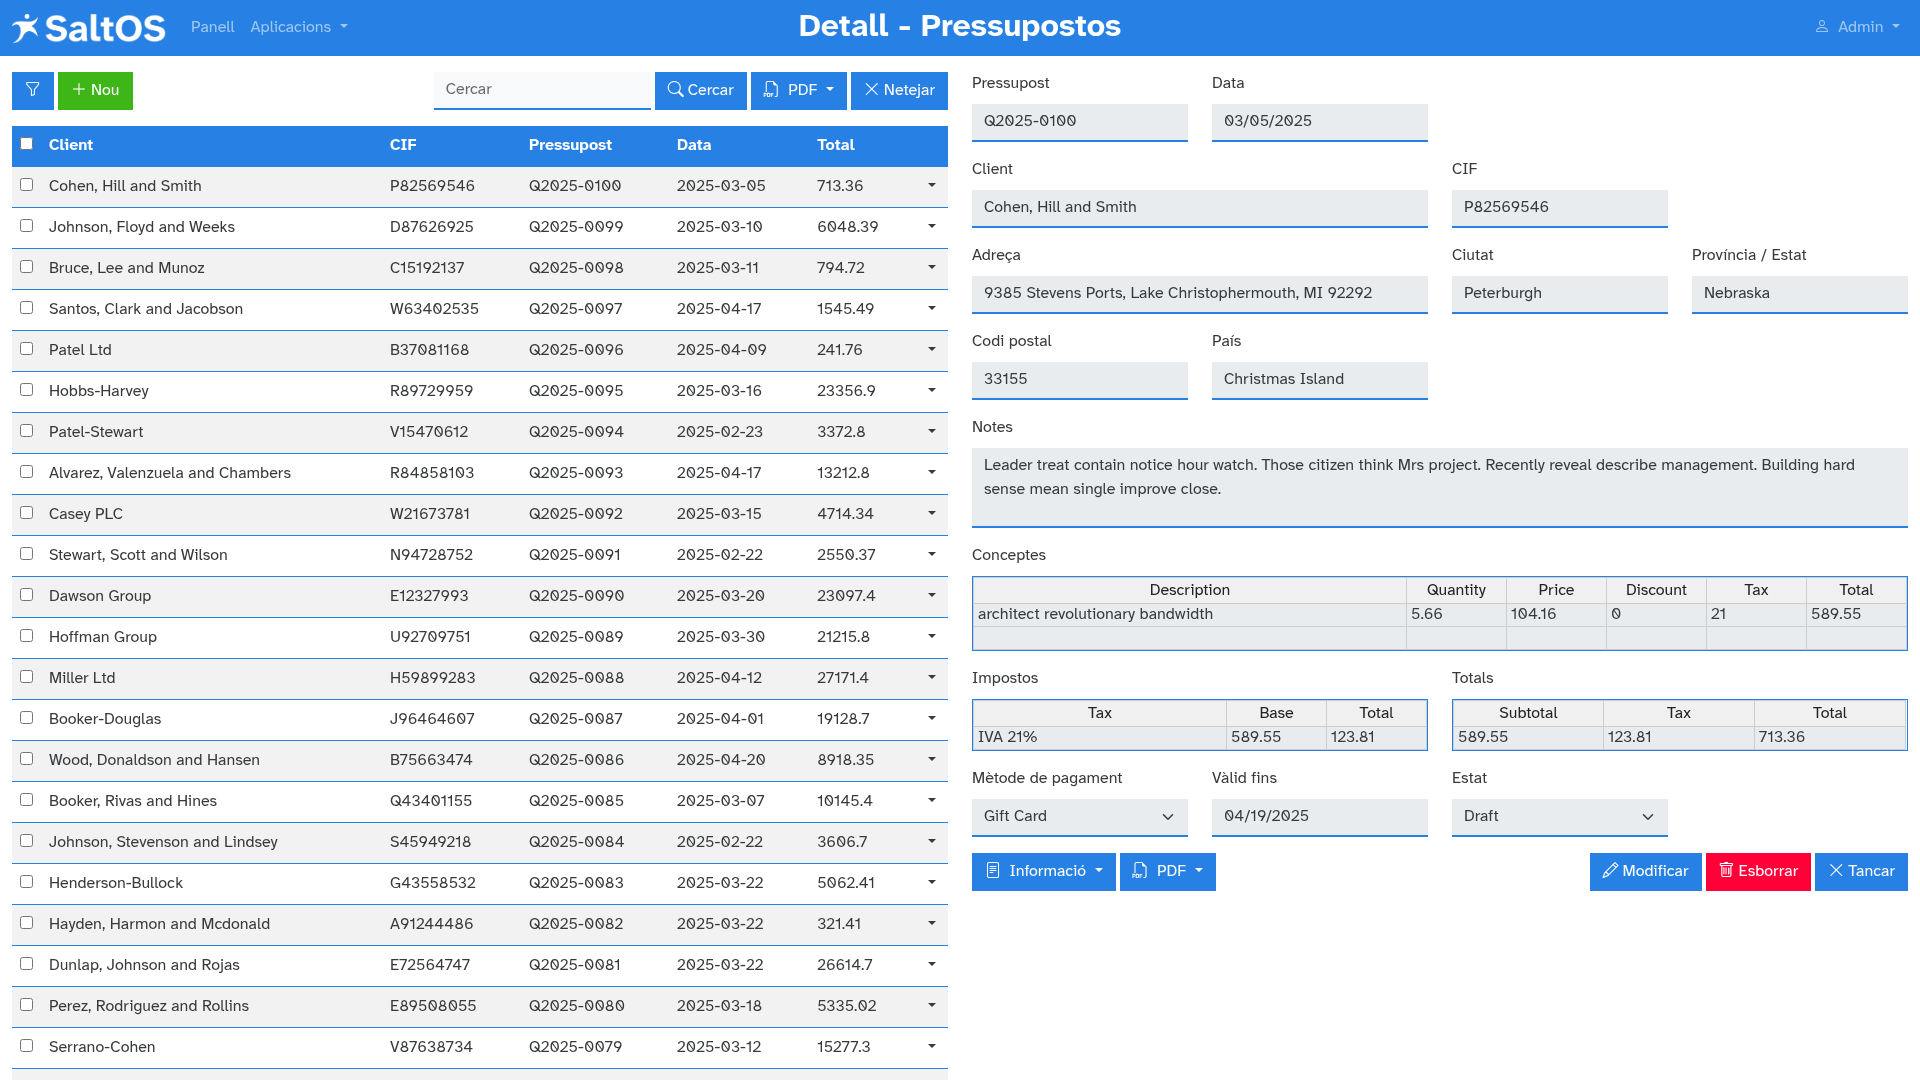 SaltOS Panell Aplicacions Detall - Pressupostos Admin
Nou Cercar Cercar PDF Netejar
Client CIF Pressupost Data Total
Cohen, Hill and Smith P82569546 Q2025-0100 2025-03-05 713.36
Johnson, Floyd and Weeks D87626925 Q2025-0099 2025-03-10 6048.39
Bruce, Lee and Munoz C15192137 Q2025-0098 2025-03-11 794.72
Santos, Clark and Jacobson W63402535 Q2025-0097 2025-04-17 1545.49
Patel Ltd B37081168 Q2025-0096 2025-04-09 241.76
Hobbs-Harvey R89729959 Q2025-0095 2025-03-16 23356.9
Patel-Stewart V15470612 Q2025-0094 2025-02-23 3372.8
Alvarez, Valenzuela and Chambers R84858103 Q2025-0093 2025-04-17 13212.8
Casey PLC W21673781 Q2025-0092 2025-03-15 4714.34
Stewart, Scott and Wilson N94728752 Q2025-0091 2025-02-22 2550.37
Dawson Group E12327993 Q2025-0090 2025-03-20 23097.4
Hoffman Group U92709751 Q2025-0089 2025-03-30 21215.8
Miller Ltd H59899283 Q2025-0088 2025-04-12 27171.4
Booker-Douglas J96464607 Q2025-0087 2025-04-01 19128.7
Wood, Donaldson and Hansen B75663474 Q2025-0086 2025-04-20 8918.35
Booker, Rivas and Hines Q43401155 Q2025-0085 2025-03-07 10145.4
Johnson, Stevenson and Lindsey S45949218 Q2025-0084 2025-02-22 3606.7
Henderson-Bullock G43558532 Q2025-0083 2025-03-22 5062.41
Hayden, Harmon and Mcdonald A91244486 Q2025-0082 2025-03-22 321.41
Dunlap, Johnson and Rojas E72564747 Q2025-0081 2025-03-22 26614.7
Perez, Rodriguez and Rollins E89508055 Q2025-0080 2025-03-18 5335.02
Serrano-Cohen V87638734 Q2025-0079 2025-03-12 15277.3
Pressupost Data
Q2025-0100 03/05/2025
Client CIF
Cohen, Hill and Smith P82569546
Adreça Ciutat Província / Estat
9385 Stevens Ports, Lake Christophermouth, MI 92292 Peterburgh Nebraska
Codi postal País
33155 Christmas Island
Notes
Leader treat contain notice hour watch. Those citizen think Mrs project. Recently reveal describe management. Building hard
sense mean single improve close.
Conceptes
Description Quantity Price Discount Tax Total
architect revolutionary bandwidth 5.66 104.16 0 21 589.55
Impostos Totals
Tax Base Total Subtotal Tax Total
IVA 21% 589.55 123.81 589.55 123.81 713.36
Mètode de pagament Vàlid fins Estat
Gift Card 04/19/2025 Draft
Informació PDF Modificar Esborrar Tancar